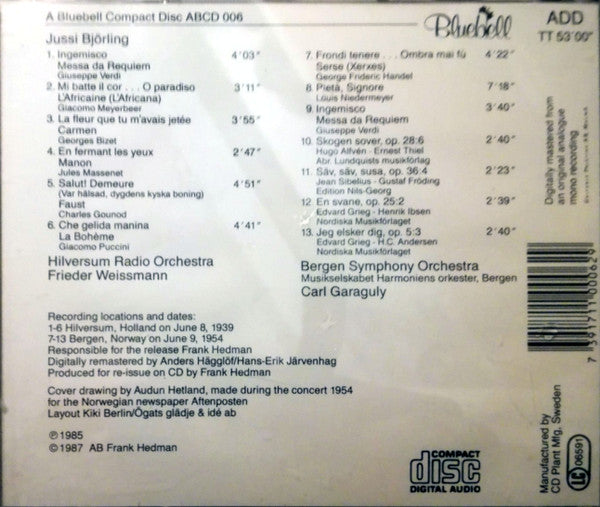 A Bluebell Compact Disc ABCD 006
Bluebell
ADD
TT 53'00"
Jussi Björling
1. Ingemisco 4'03"
Messa da Requiem
Giuseppe Verdi
2. Mi batte il cor . . . O paradiso 3'11"
L'Africaine (L'Africana)
Giacomo Meyerbeer
3. La fleur que tu m'avais jetée 3'55"
Carmen
Georges Bizet
4. En fermant les yeux 2'47"
Manon
Jules Massenet
5. Salut! Demeure 4'51"
(Var hälsad, dygdens kyska boning)
Faust
Charles Gounod
6. Che gelida manina 4'41"
La Bohème
Giacomo Puccini
Hilversum Radio Orchestra
Frieder Weissmann
7. Frondi tenere . . . Ombra mai fù 4'22"
Serse (Xerxes)
George Frideric Handel
8. Pietà, Signore 7'18"
Louis Niedermeyer
9. Ingemisco 3'40"
Messa da Requiem
Giuseppe Verdi
10. Skogen sover, op. 28:6 2'40"
Hugo Alfvén - Ernest Thiel
Abr. Lundquists musikförlag
11. Säv, säv, susa, op. 36:4 2'23"
Jean Sibelius - Gustaf Fröding
Edition Nils-Georg
12. En svane, op. 25:2 2'39"
Edvard Grieg - Henrik Ibsen
Nordiska Musikförlaget
13. Jeg elsker dig, op. 5:3 2'40"
Edvard Grieg - H.C. Andersen
Nordiska Musikförlaget
Bergen Symphony Orchestra
Musikselskabet Harmoniens orkester, Bergen
Carl Garaguly
Recording locations and dates:
1-6 Hilversum, Holland on June 8, 1939
7-13 Bergen, Norway on June 9, 1954
Responsible for the release Frank Hedman
Digitally remastered by Anders Hägglöf/Hans-Erik Järvenhag
Produced for re-issue on CD by Frank Hedman
Cover drawing by Audun Hetland, made during the concert 1954
for the Norwegian newspaper Aftenposten
Layout Kiki Berlin/Ögats glädje & idé ab
℗ 1985
© 1987 AB Frank Hedman
COMPACT
disc
DIGITAL AUDIO
Digitally mastered from
an original analogue
mono recording
7 391711 000629
Manufactured by
CD Plant Mfg, Sweden
LC 06591